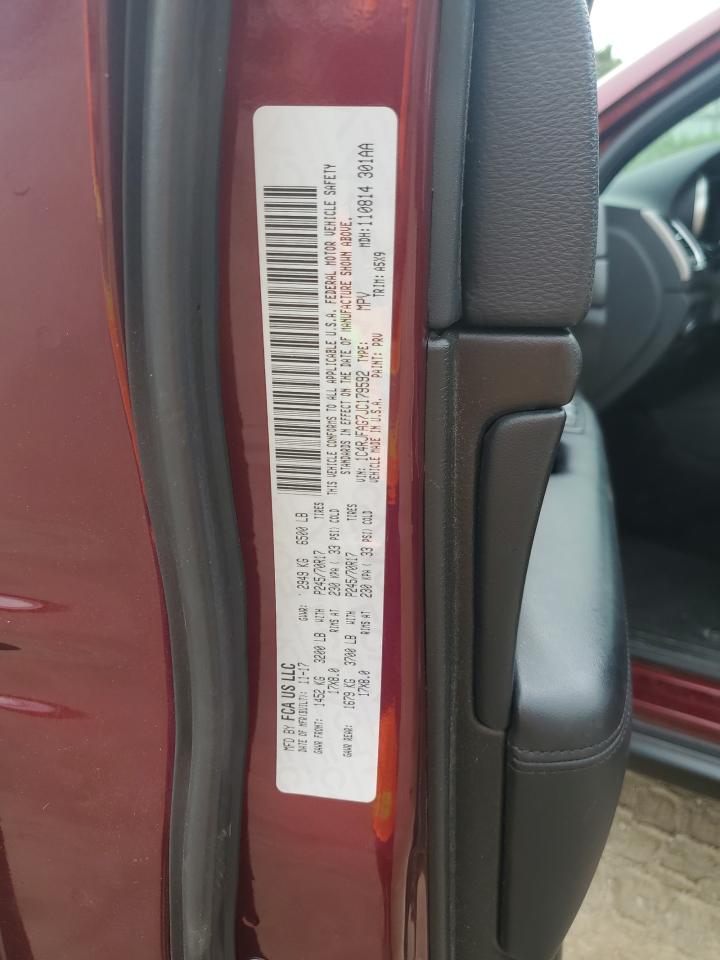 MFD BY FCA US LLC
DATE OF MFR(BUILT): 11-17 GVWR: 2949 KG 6500 LB
GAWR FRONT: 1452 KG 3200 LB WITH P245/70R17 TIRES
17X8.0 RIMS AT 230 KPA ( 33 PSI) COLD
GAWR REAR: 1679 KG 3700 LB WITH P245/70R17 TIRES
17X8.0 RIMS AT 230 KPA ( 33 PSI) COLD
THIS VEHICLE CONFORMS TO ALL APPLICABLE U.S.A. FEDERAL MOTOR VEHICLE SAFETY
STANDARDS IN EFFECT ON THE DATE OF MANUFACTURE SHOWN ABOVE.
VIN: 1C4RJFAG7JC179592 TYPE: MPV MDH: 110814 301AA
VEHICLE MADE IN U.S.A. PAINT: PRV TRIM: A5X9